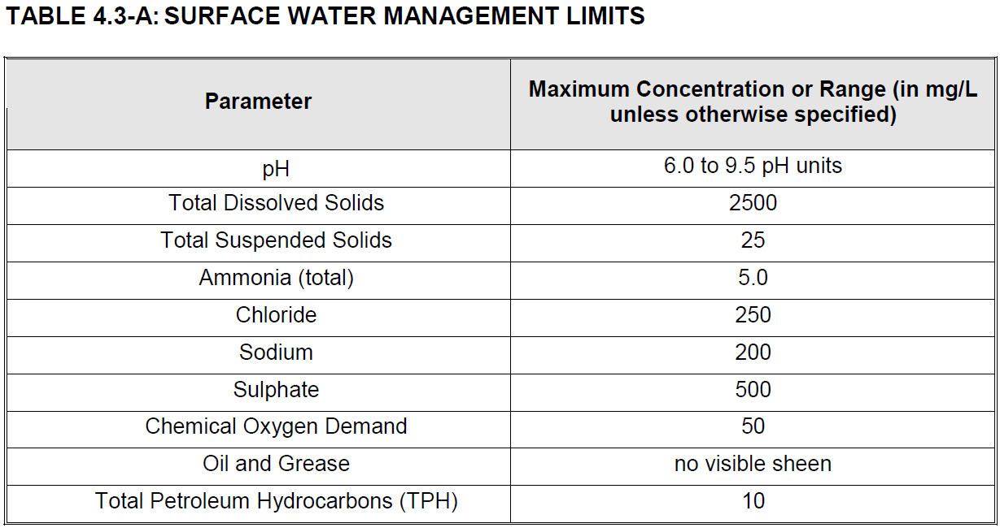 TABLE 4.3-A: SURFACE WATER MANAGEMENT LIMITS
Parameter
Maximum Concentration or Range (in mg/L
unless otherwise specified)
pH
6.0 to 9.5 pH units
Total Dissolved Solids
2500
Total Suspended Solids
25
Ammonia (total)
5.0
Chloride
250
Sodium
200
Sulphate
500
Chemical Oxygen Demand
50
Oil and Grease
no visible sheen
Total Petroleum Hydrocarbons (TPH)
10